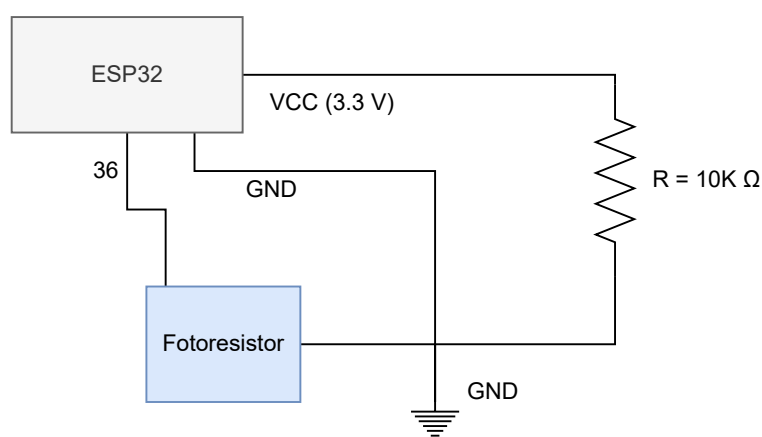 ESP32
VCC (3.3 V)
36
GND
R = 10K Ω
Fotoresistor
GND